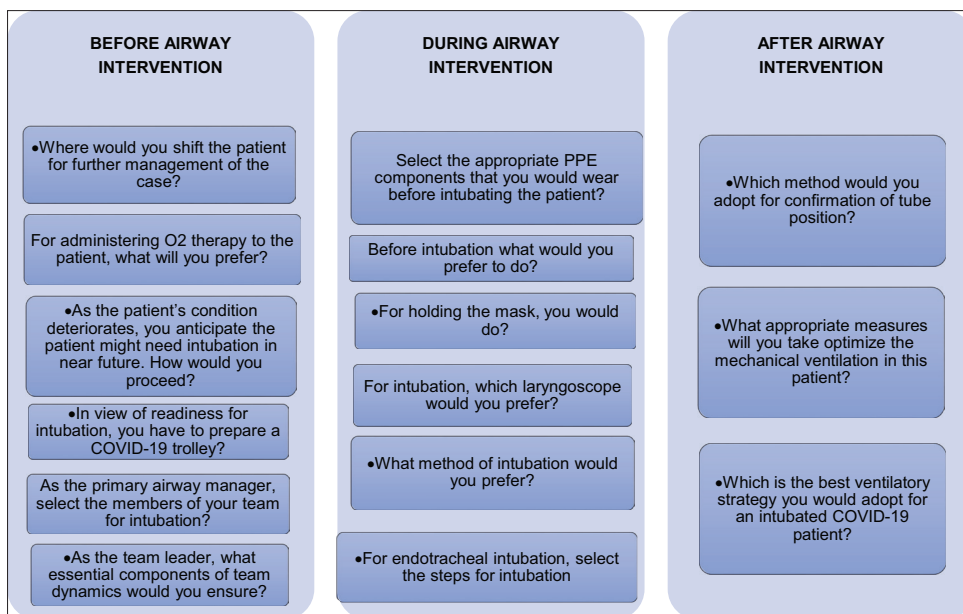 BEFORE AIRWAY
INTERVENTION
•Where would you shift the patient
for further management of the
case?
For administering O2 therapy to the
patient, what will you prefer?
•As the patient’s condition
deteriorates, you anticipate the
patient might need intubation in
near future. How would you
proceed?
•In view of readiness for
intubation, you have to prepare a
COVID-19 trolley?
As the primary airway manager,
select the members of your team
for intubation?
•As the team leader, what
essential components of team
dynamics would you ensure?
DURING AIRWAY
INTERVENTION
Select the appropriate PPE
components that you would wear
before intubating the patient?
Before intubation what would you
prefer to do?
•For holding the mask, you would
do?
For intubation, which laryngoscope
would you prefer?
•What method of intubation would
you prefer?
•For endotracheal intubation, select
the steps for intubation
AFTER AIRWAY
INTERVENTION
•Which method would you
adopt for confirmation of tube
position?
•What appropriate measures
will you take optimize the
mechanical ventilation in this
patient?
•Which is the best ventilatory
strategy you would adopt for
an intubated COVID-19
patient?